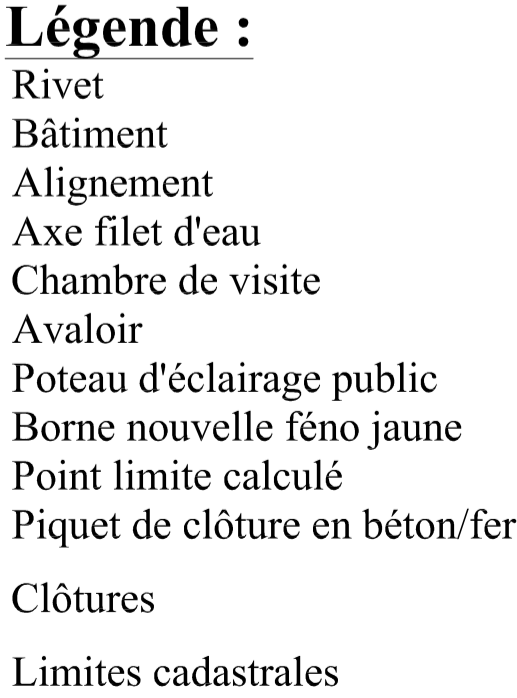 Légende :
Rivet
Bâtiment
Alignement
Axe filet d'eau
Chambre de visite
Avaloir
Poteau d'éclairage public
Borne nouvelle féno jaune
Point limite calculé
Piquet de clôture en béton/fer
Clôtures
Limites cadastrales